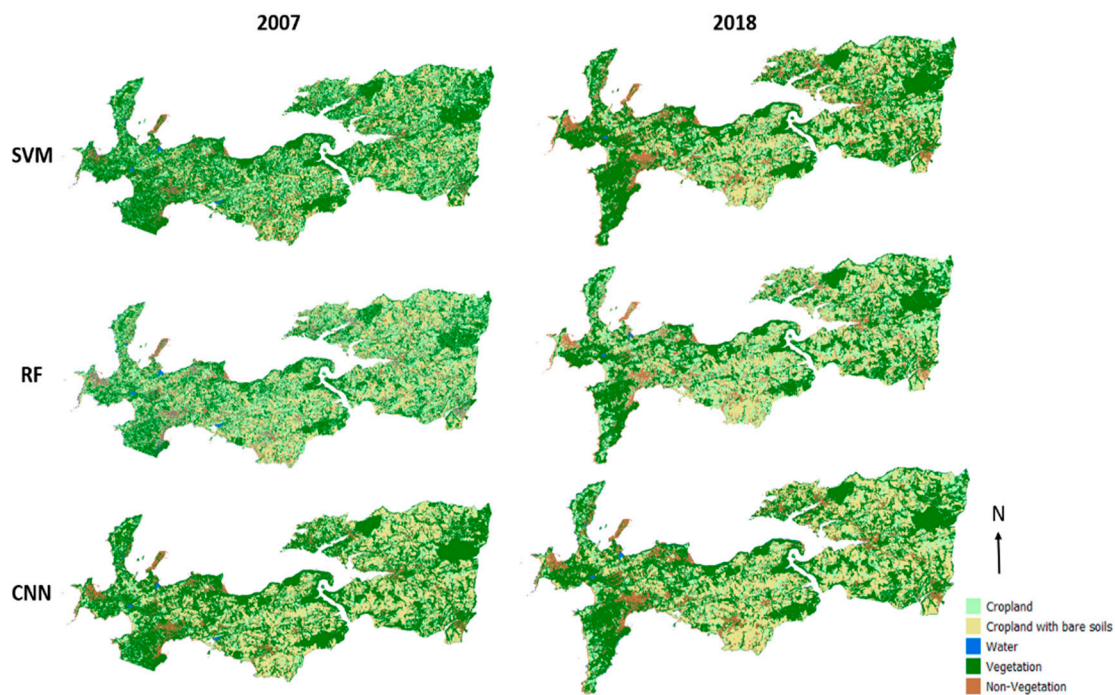 2007
2018
SVM
RF
CNN
N
Cropland
Cropland with bare soils
Water
Vegetation
Non-Vegetation